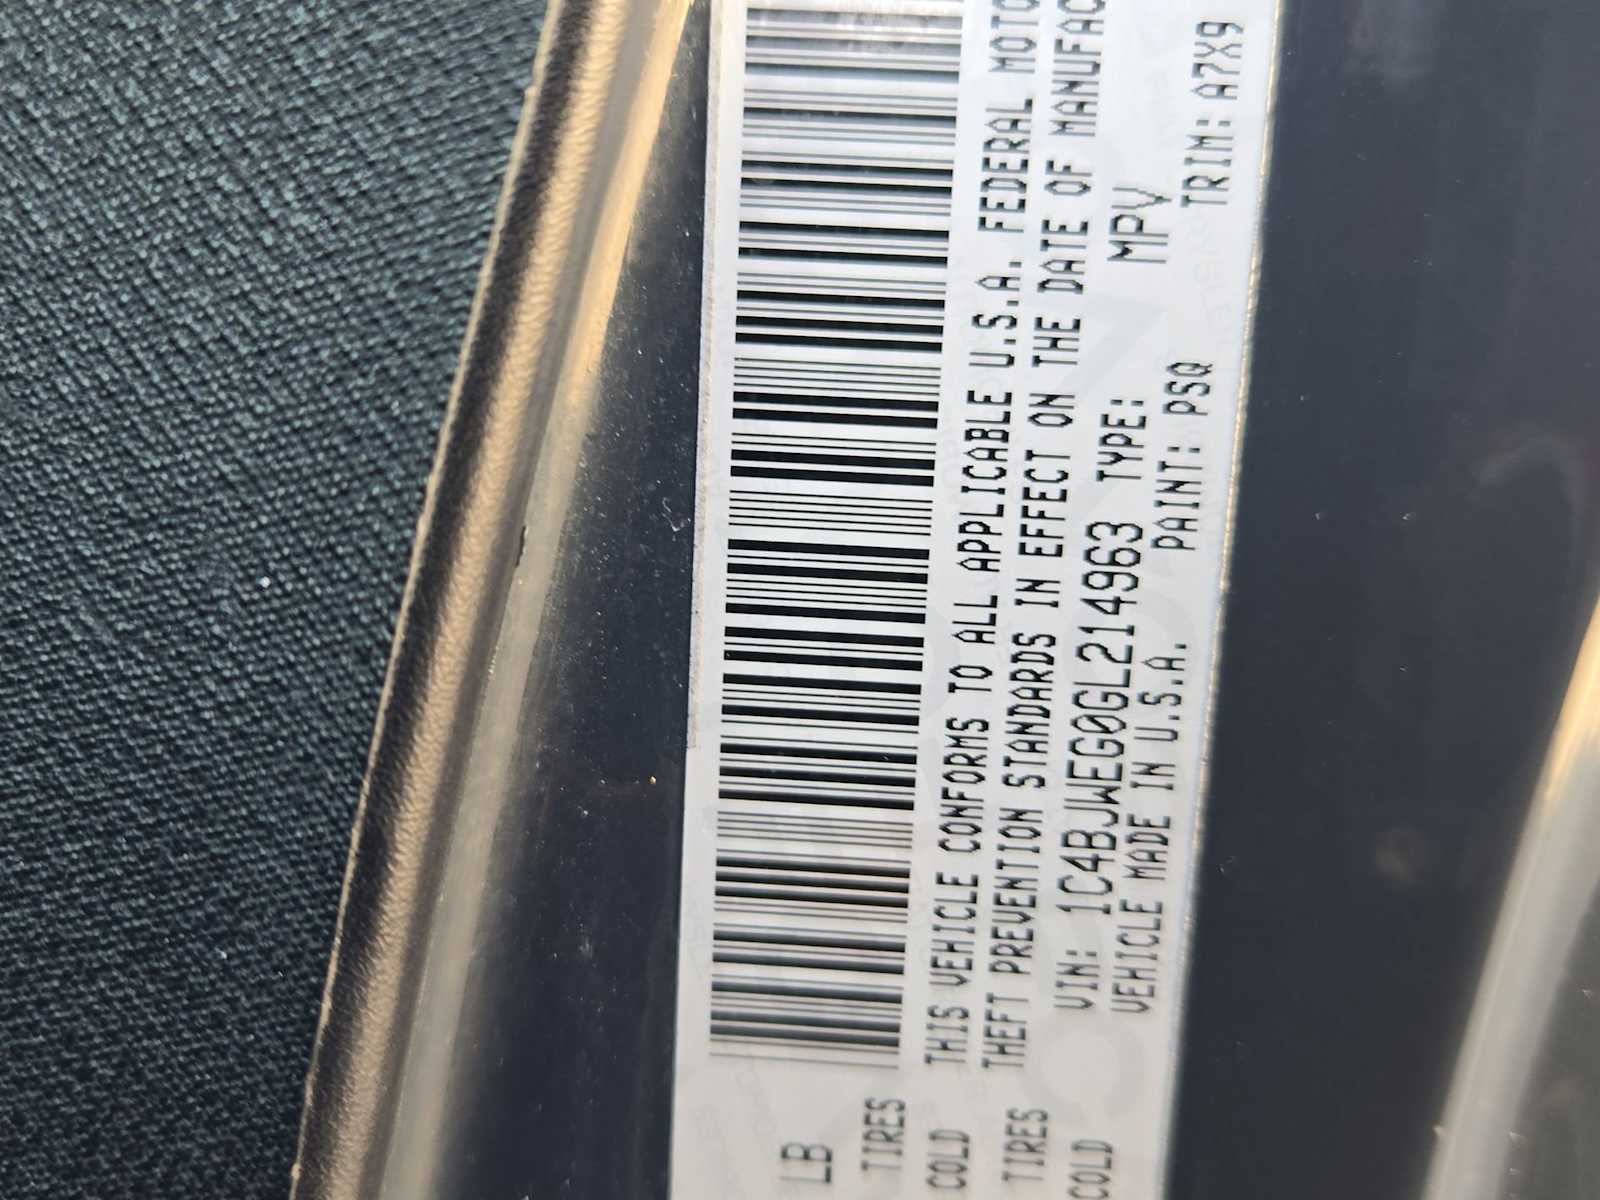 LB
TIRES
COLD
TIRES
COLD
THIS VEHICLE CONFORMS TO ALL APPLICABLE U.S.A. FEDERAL MOTO
THEFT PREVENTION STANDARDS IN EFFECT ON THE DATE OF MANUFAC
VIN: 1C4BJWEG0GL214963 TYPE: MPV
VEHICLE MADE IN U.S.A. PAINT: PSQ TRIM: A7X9